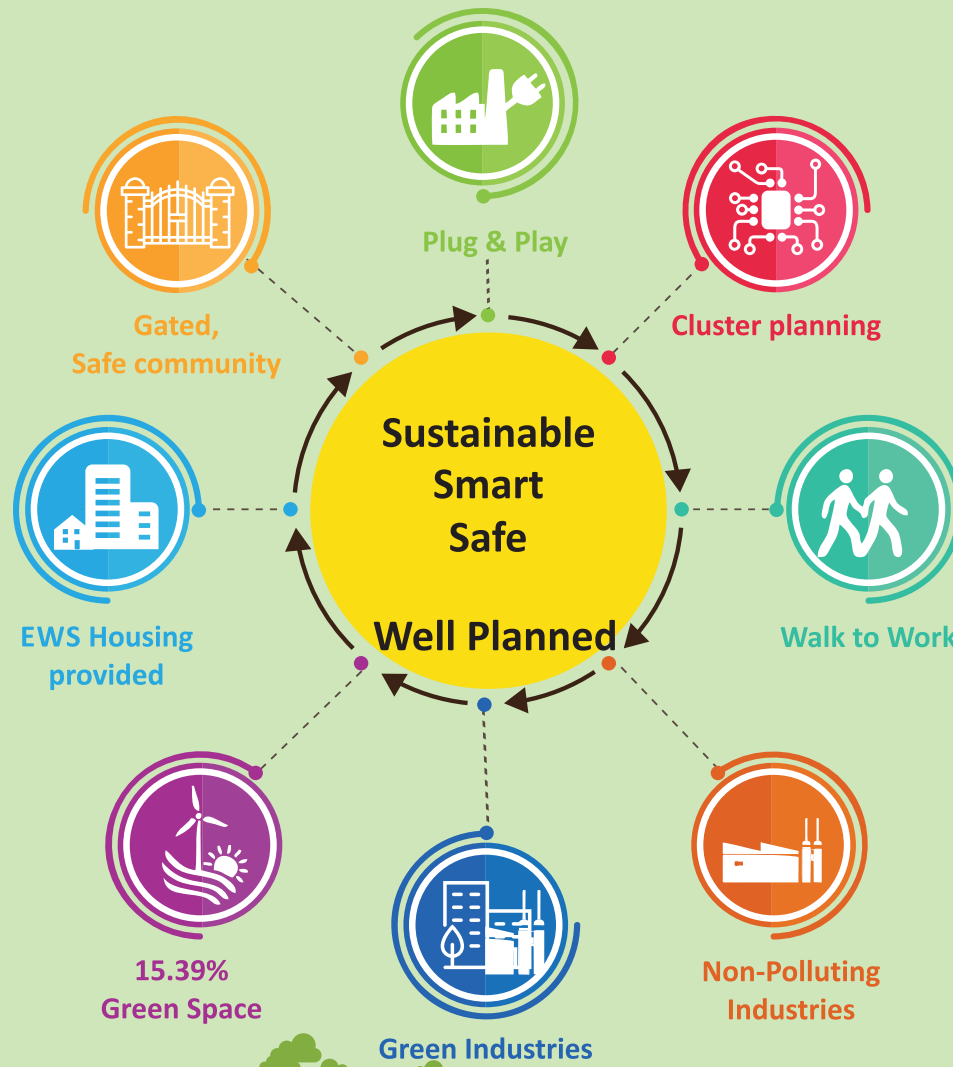 Plug & Play
Gated,
Safe community
Cluster planning
Sustainable
Smart
Safe
Well Planned
EWS Housing
provided
Walk to Work
15.39%
Green Space
Non-Polluting
Industries
Green Industries